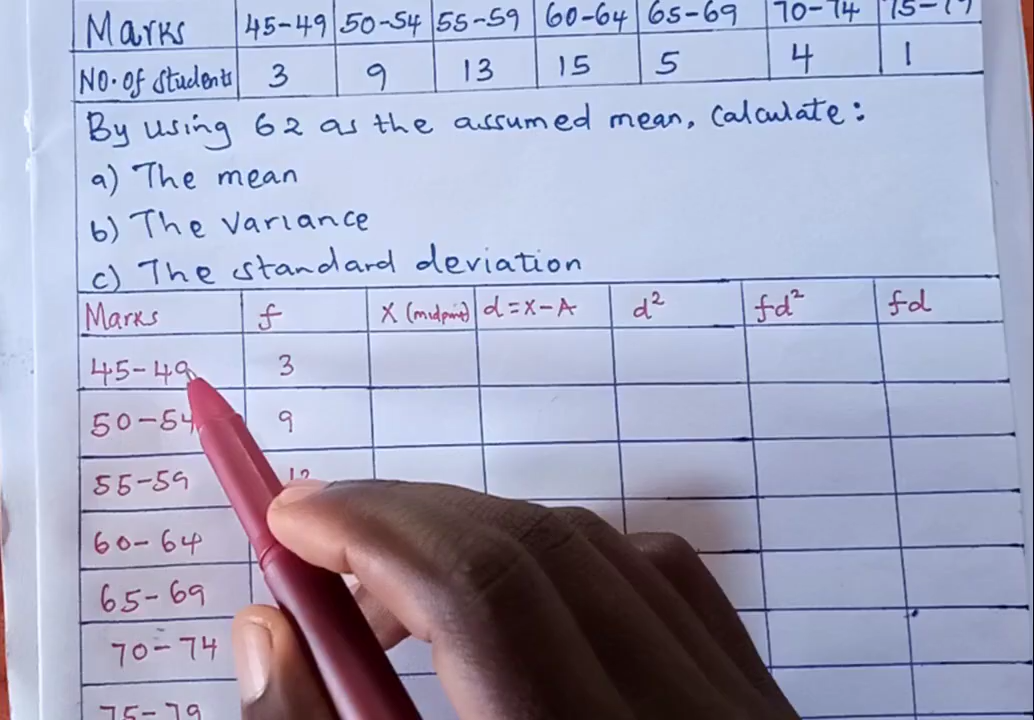 Marks 45-49 50-54 55-59 60-64 65-69 70-74 75-79
NO. of students 3 9 13 15 5 4 1
By using 62 as the assumed mean, calculate:
a) The mean
b) The variance
c) The standard deviation
Marks f X (midpoint) d=X-A d² fd² fd
45-49 3
50-54 9
55-59
60-64
65-69
70-74
75-79